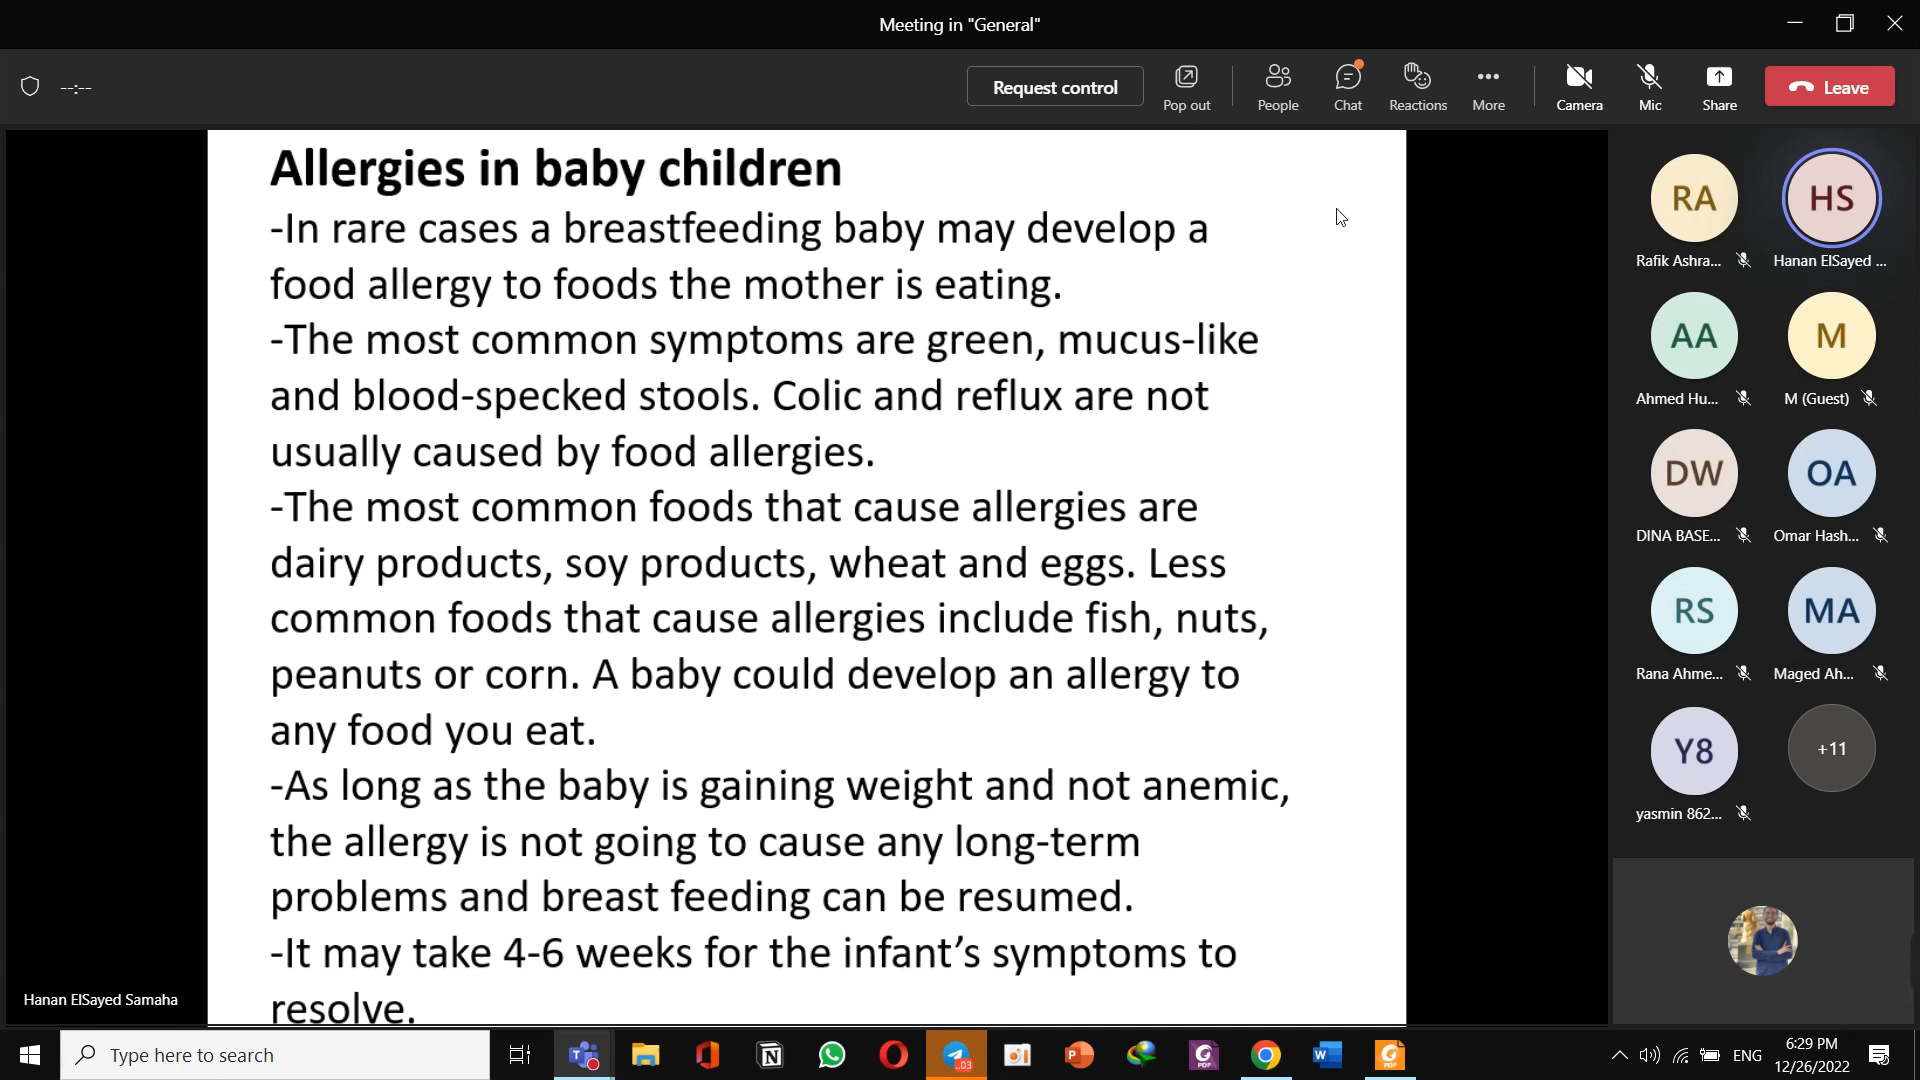 Meeting in "General"
--:--
Request control
Pop out
People
Chat
Reactions
More
Camera
Mic
Share
Leave
Allergies in baby children
-In rare cases a breastfeeding baby may develop a
food allergy to foods the mother is eating.
-The most common symptoms are green, mucus-like
and blood-specked stools. Colic and reflux are not
usually caused by food allergies.
-The most common foods that cause allergies are
dairy products, soy products, wheat and eggs. Less
common foods that cause allergies include fish, nuts,
peanuts or corn. A baby could develop an allergy to
any food you eat.
-As long as the baby is gaining weight and not anemic,
the allergy is not going to cause any long-term
problems and breast feeding can be resumed.
-It may take 4-6 weeks for the infant’s symptoms to
resolve.
Hanan ElSayed Samaha
RA
HS
Rafik Ashra...
Hanan ElSayed ...
AA
M
Ahmed Hu...
M (Guest)
DW
OA
DINA BASE...
Omar Hash...
RS
MA
Rana Ahme...
Maged Ah...
Y8
+11
yasmin 862...
Type here to search
..03
ENG
6:29 PM
12/26/2022